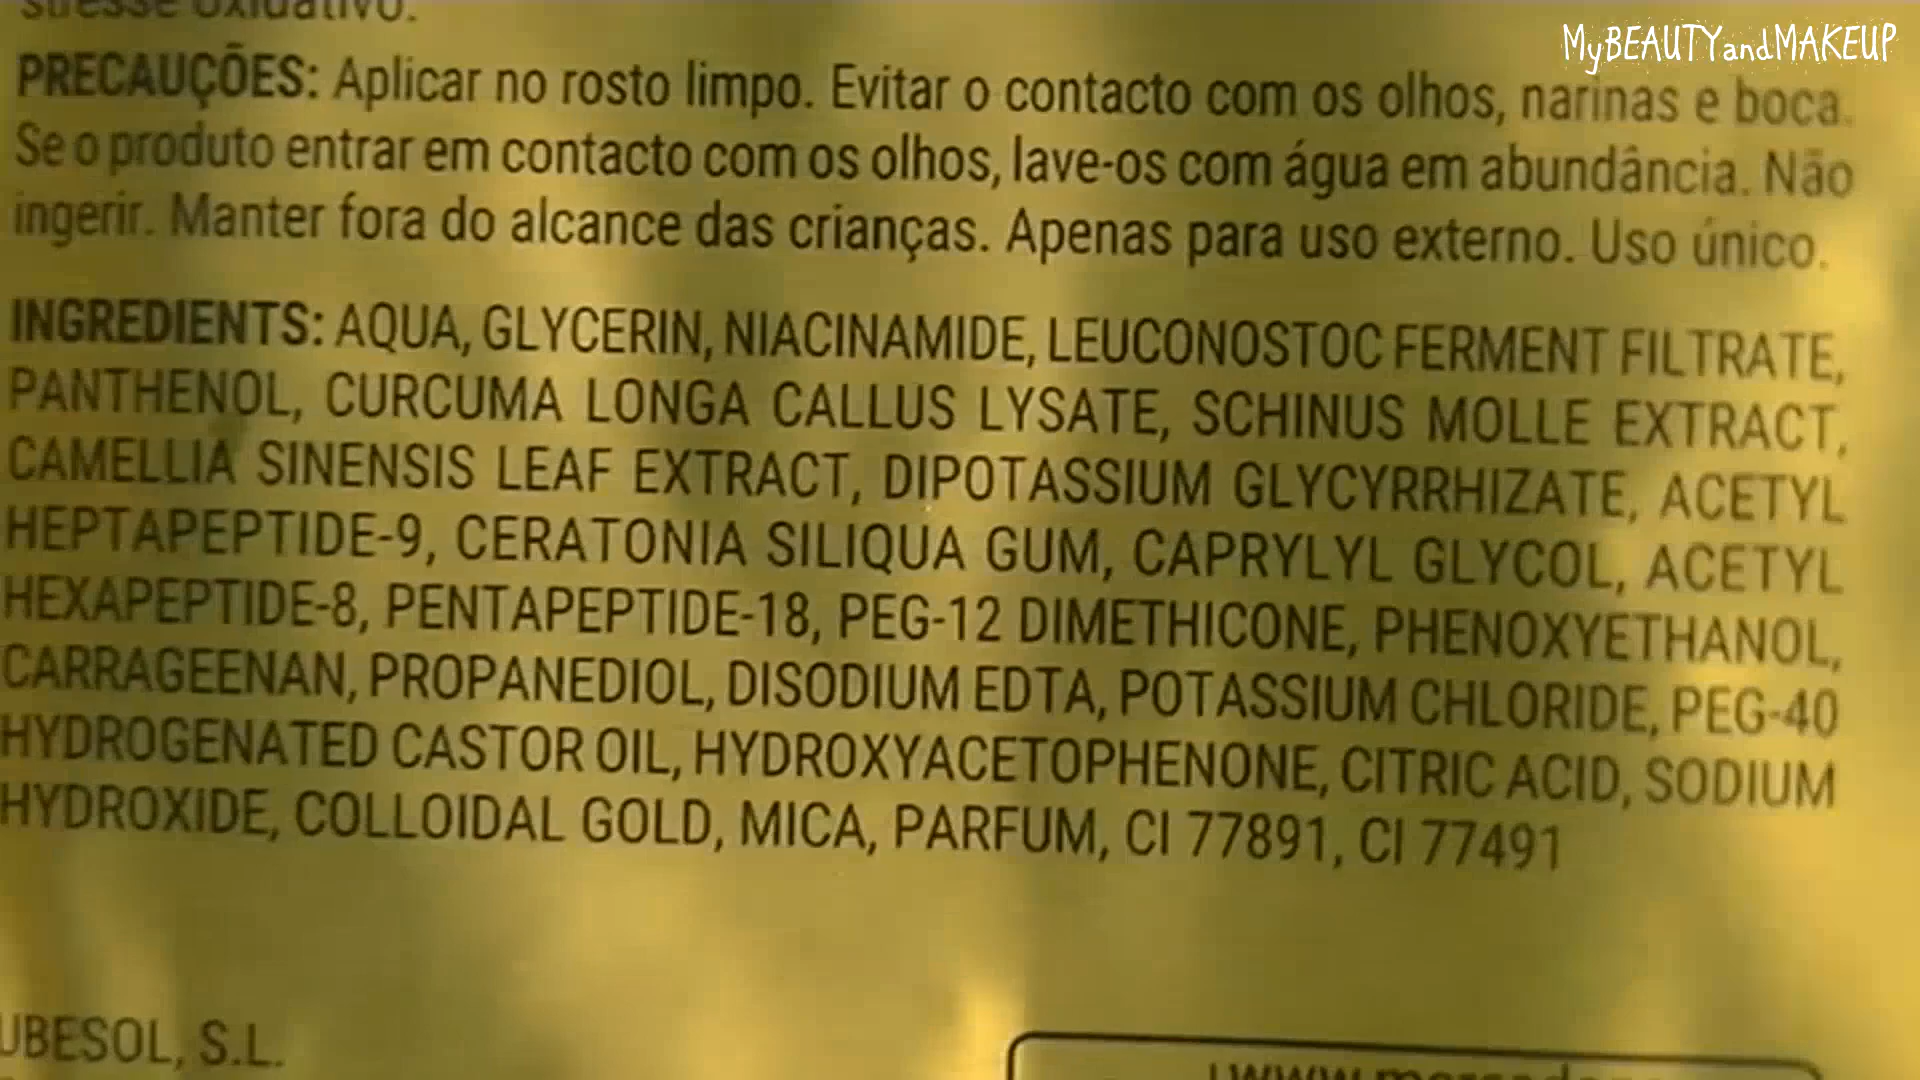 stresse oxidativo.
MyBEAUTYandMAKEUP
PRECAUÇÕES: Aplicar no rosto limpo. Evitar o contacto com os olhos, narinas e boca.
Se o produto entrar em contacto com os olhos, lave-os com água em abundância. Não
ingerir. Manter fora do alcance das crianças. Apenas para uso externo. Uso único.
INGREDIENTS: AQUA, GLYCERIN, NIACINAMIDE, LEUCONOSTOC FERMENT FILTRATE,
PANTHENOL, CURCUMA LONGA CALLUS LYSATE, SCHINUS MOLLE EXTRACT,
CAMELLIA SINENSIS LEAF EXTRACT, DIPOTASSIUM GLYCYRRHIZATE, ACETYL
HEPTAPEPTIDE-9, CERATONIA SILIQUA GUM, CAPRYLYL GLYCOL, ACETYL
HEXAPEPTIDE-8, PENTAPEPTIDE-18, PEG-12 DIMETHICONE, PHENOXYETHANOL,
CARRAGEENAN, PROPANEDIOL, DISODIUM EDTA, POTASSIUM CHLORIDE, PEG-40
HYDROGENATED CASTOR OIL, HYDROXYACETOPHENONE, CITRIC ACID, SODIUM
HYDROXIDE, COLLOIDAL GOLD, MICA, PARFUM, CI 77891, CI 77491
UBESOL, S.L.